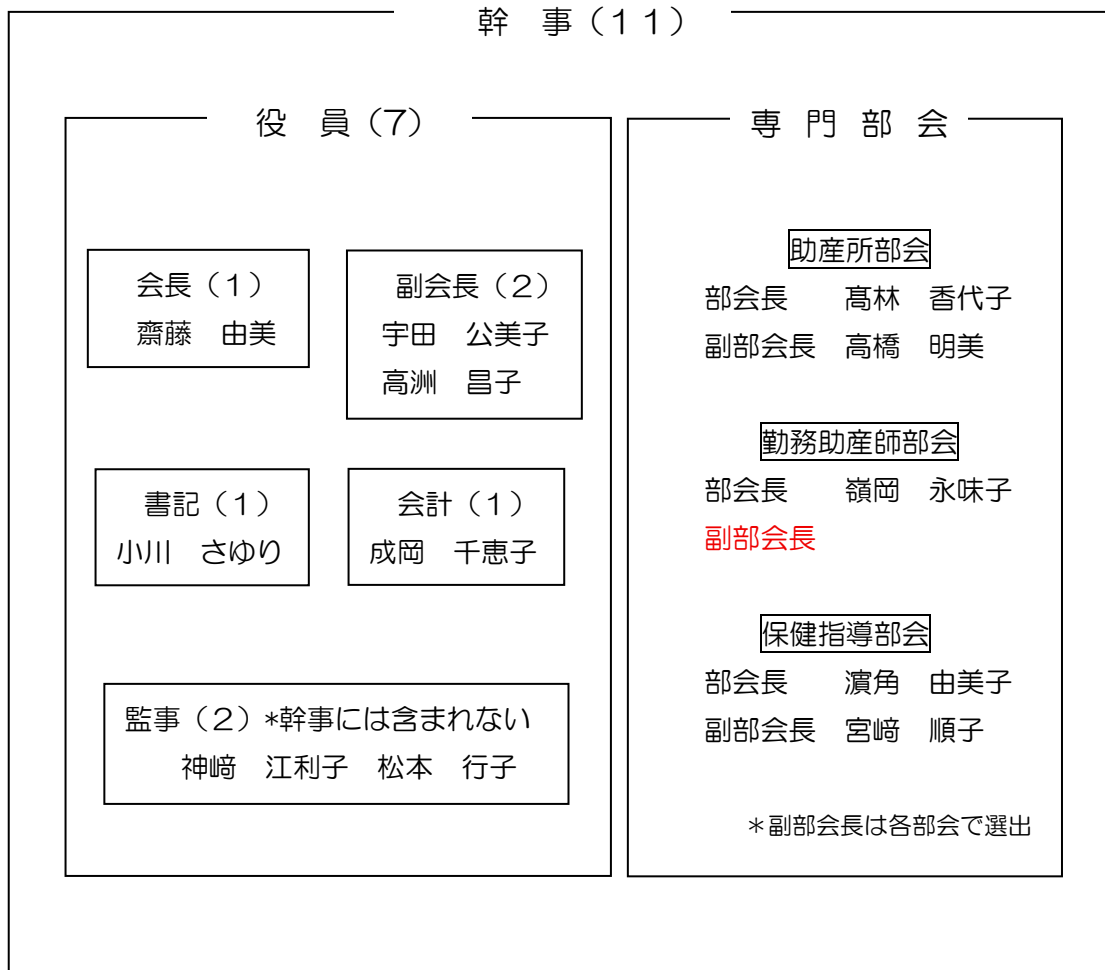 幹　事（１１）
役　員（７）
会長（１）
齋藤　由美
副会長（２）
宇田　公美子
高洲　昌子
書記（１）
小川　さゆり
会計（１）
成岡　千恵子
監事（２）*幹事には含まれない
神﨑　江利子　松本　行子
専　門　部　会
助産所部会
部会長　　髙林　香代子
副部会長　高橋　明美
勤務助産師部会
部会長　　嶺岡　永味子
副部会長
保健指導部会
部会長　　濵角　由美子
副部会長　宮﨑　順子
＊副部会長は各部会で選出